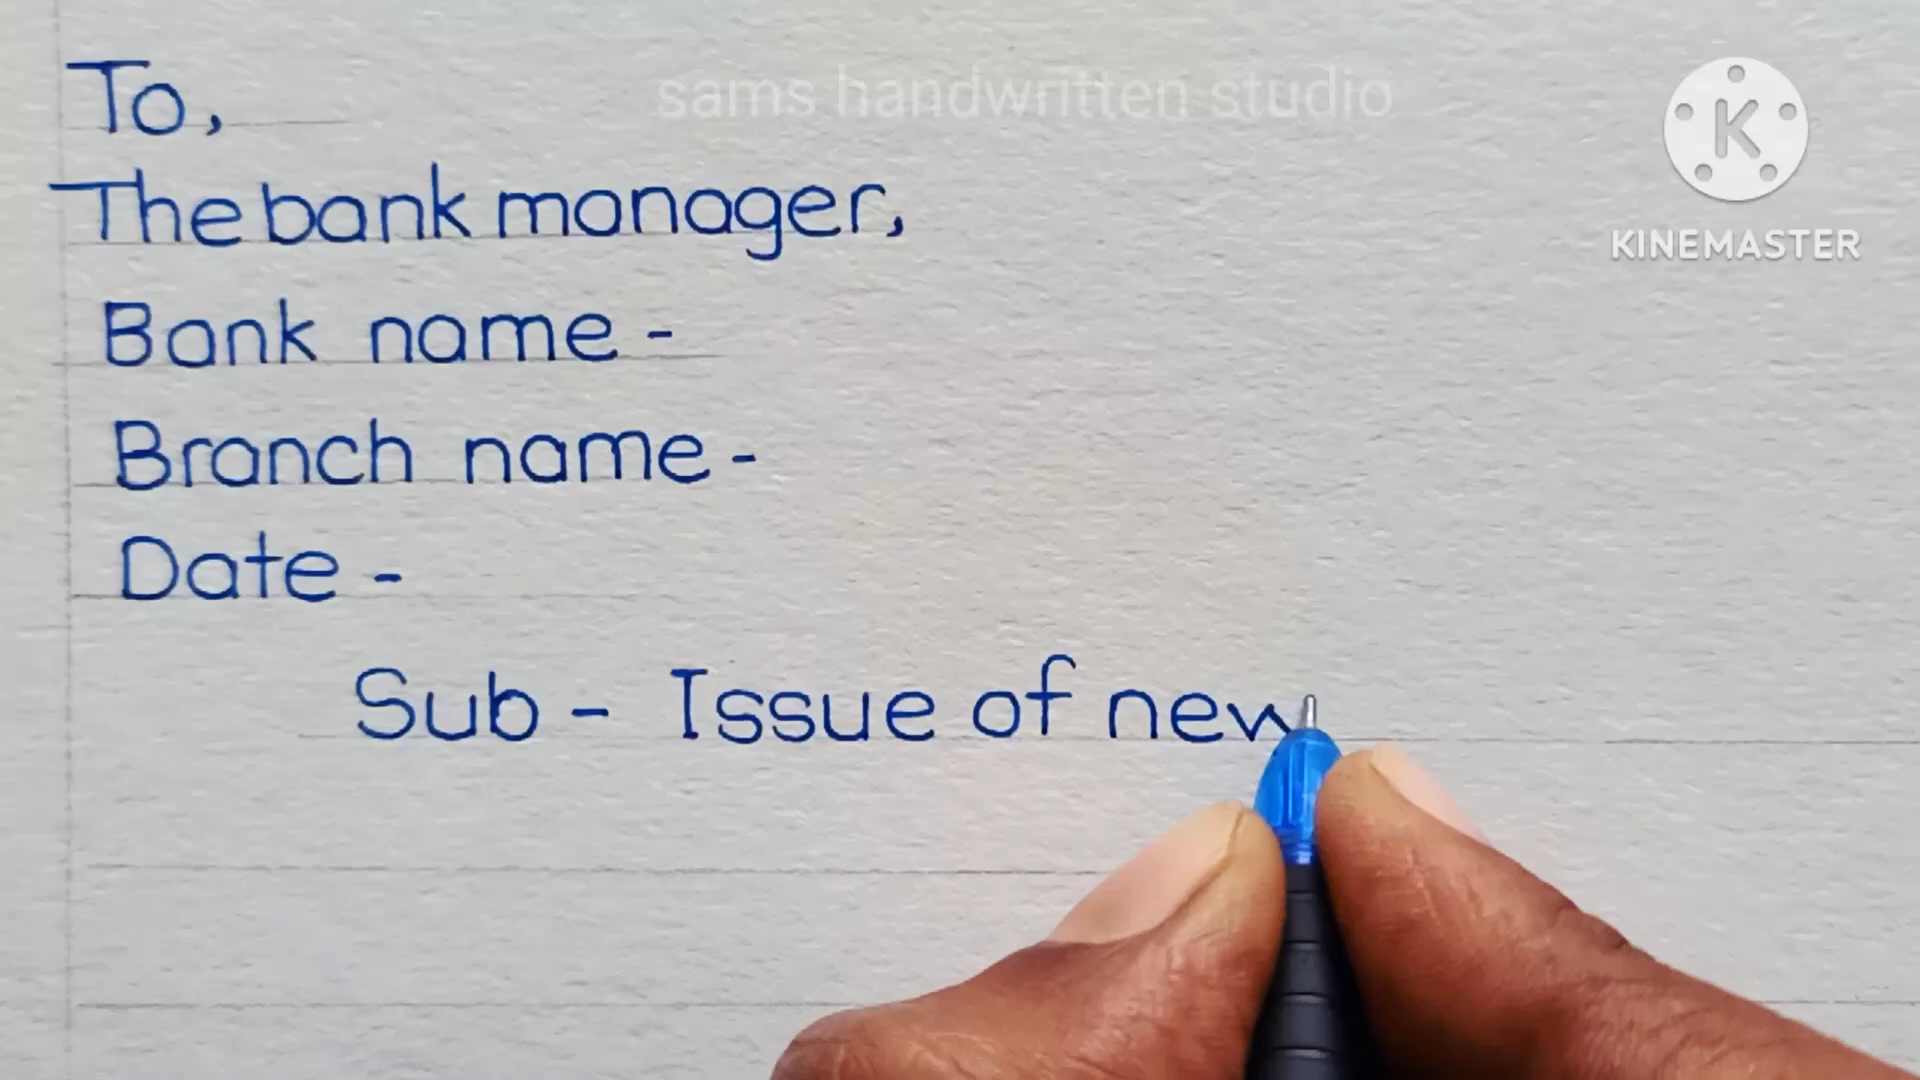 To,
sams handwritten studio
K
KINEMASTER
The bank manager,
Bank name -
Branch name -
Date -
Sub - Issue of new